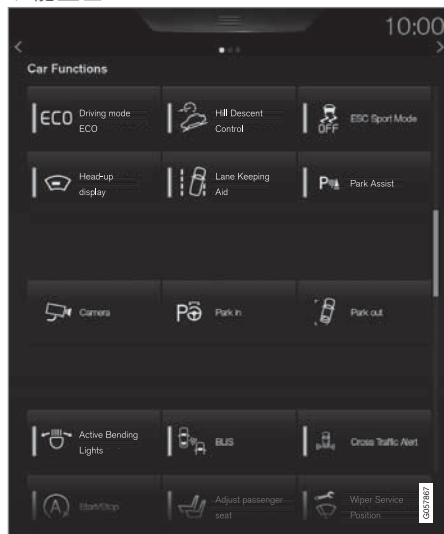 10:00
Car Functions
ECO
Driving mode
ECO
Hill Descent
Control
OFF
ESC Sport Mode
Head-up
display
Lane Keeping
Aid
P
Park Assist
Camera
P
Park in
Park out
Active Bending
Lights
BLIS
Cross Traffic Alert
A
Start/Stop
Adjust passenger
seat
Wiper Service
Position
G057867